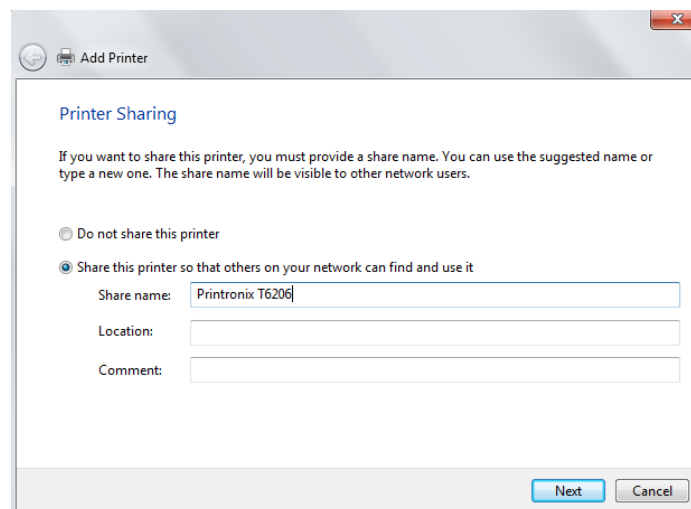 Add Printer
Printer Sharing
If you want to share this printer, you must provide a share name. You can use the suggested name or
type a new one. The share name will be visible to other network users.
Do not share this printer
Share this printer so that others on your network can find and use it
Share name: Printronix T6206
Location:
Comment:
Next Cancel